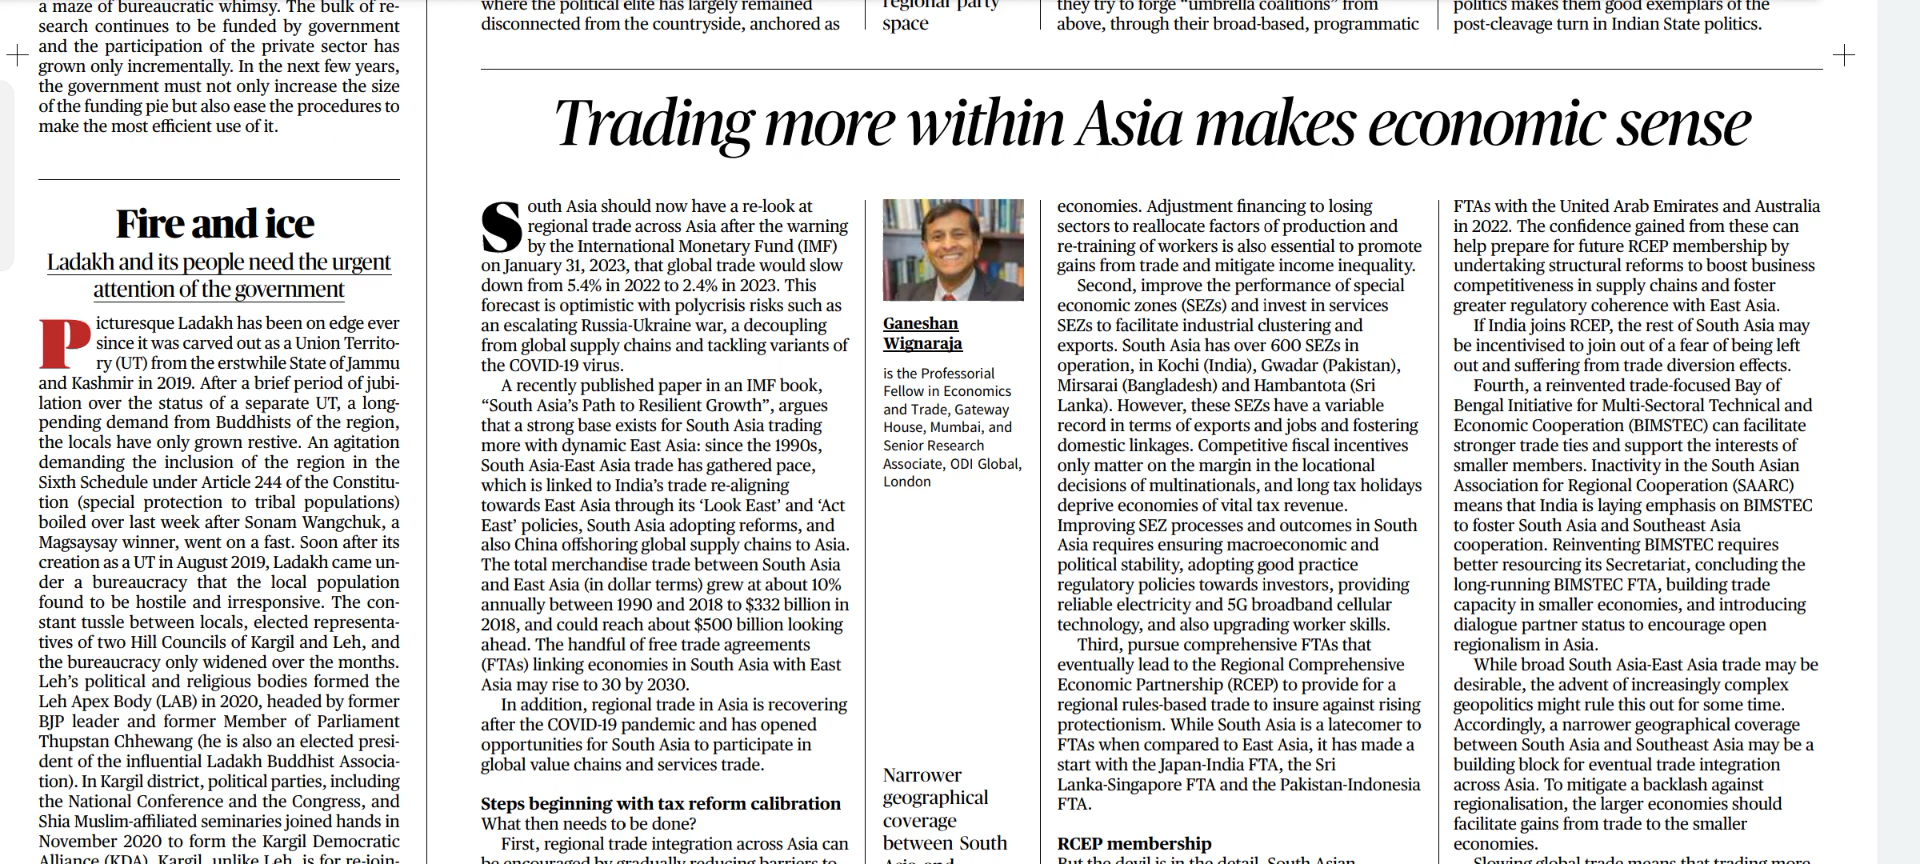 a maze of bureaucratic whimsy. The bulk of re-
search continues to be funded by government
and the participation of the private sector has
grown only incrementally. In the next few years,
the government must not only increase the size
of the funding pie but also ease the procedures to
make the most efficient use of it.
Fire and ice
Ladakh and its people need the urgent
attention of the government
Picturesque Ladakh has been on edge ever
since it was carved out as a Union Territo-
ry (UT) from the erstwhile State of Jammu
and Kashmir in 2019. After a brief period of jubi-
lation over the status of a separate UT, a long-
pending demand from Buddhists of the region,
the locals have only grown restive. An agitation
demanding the inclusion of the region in the
Sixth Schedule under Article 244 of the Constitu-
tion (special protection to tribal populations)
boiled over last week after Sonam Wangchuk, a
Magsaysay winner, went on a fast. Soon after its
creation as a UT in August 2019, Ladakh came un-
der a bureaucracy that the local population
found to be hostile and irresponsive. The con-
stant tussle between locals, elected representa-
tives of two Hill Councils of Kargil and Leh, and
the bureaucracy only widened over the months.
Leh's political and religious bodies formed the
Leh Apex Body (LAB) in 2020, headed by former
BJP leader and former Member of Parliament
Thupstan Chhewang (he is also an elected presi-
dent of the influential Ladakh Buddhist Associa-
tion). In Kargil district, political parties, including
the National Conference and the Congress, and
Shia Muslim-affiliated seminaries joined hands in
November 2020 to form the Kargil Democratic
Alliance (KDA). Kargil, unlike Leh, is for re-join-
where the political elite has largely remained
disconnected from the countryside, anchored as
regional party
space
they try to forge "umbrella coalitions" from
above, through their broad-based, programmatic
politics makes them good exemplars of the
post-cleavage turn in Indian State politics.
Trading more within Asia makes economic sense
South Asia should now have a re-look at
regional trade across Asia after the warning
by the International Monetary Fund (IMF)
on January 31, 2023, that global trade would slow
down from 5.4% in 2022 to 2.4% in 2023. This
forecast is optimistic with polycrisis risks such as
an escalating Russia-Ukraine war, a decoupling
from global supply chains and tackling variants of
the COVID-19 virus.
A recently published paper in an IMF book,
"South Asia's Path to Resilient Growth", argues
that a strong base exists for South Asia trading
more with dynamic East Asia: since the 1990s,
South Asia-East Asia trade has gathered pace,
which is linked to India's trade re-aligning
towards East Asia through its 'Look East' and 'Act
East' policies, South Asia adopting reforms, and
also China offshoring global supply chains to Asia.
The total merchandise trade between South Asia
and East Asia (in dollar terms) grew at about 10%
annually between 1990 and 2018 to $332 billion in
2018, and could reach about $500 billion looking
ahead. The handful of free trade agreements
(FTAs) linking economies in South Asia with East
Asia may rise to 30 by 2030.
In addition, regional trade in Asia is recovering
after the COVID-19 pandemic and has opened
opportunities for South Asia to participate in
global value chains and services trade.
Steps beginning with tax reform calibration
What then needs to be done?
First, regional trade integration across Asia can
be encouraged by gradually reducing barriers to
Ganeshan
Wignaraja
is the Professorial
Fellow in Economics
and Trade, Gateway
House, Mumbai, and
Senior Research
Associate, ODI Global,
London
Narrower
geographical
coverage
between South
Asia and
economies. Adjustment financing to losing
sectors to reallocate factors of production and
re-training of workers is also essential to promote
gains from trade and mitigate income inequality.
Second, improve the performance of special
economic zones (SEZs) and invest in services
SEZs to facilitate industrial clustering and
exports. South Asia has over 600 SEZs in
operation, in Kochi (India), Gwadar (Pakistan),
Mirsarai (Bangladesh) and Hambantota (Sri
Lanka). However, these SEZs have a variable
record in terms of exports and jobs and fostering
domestic linkages. Competitive fiscal incentives
only matter on the margin in the locational
decisions of multinationals, and long tax holidays
deprive economies of vital tax revenue.
Improving SEZ processes and outcomes in South
Asia requires ensuring macroeconomic and
political stability, adopting good practice
regulatory policies towards investors, providing
reliable electricity and 5G broadband cellular
technology, and also upgrading worker skills.
Third, pursue comprehensive FTAs that
eventually lead to the Regional Comprehensive
Economic Partnership (RCEP) to provide for a
regional rules-based trade to insure against rising
protectionism. While South Asia is a latecomer to
FTAs when compared to East Asia, it has made a
start with the Japan-India FTA, the Sri
Lanka-Singapore FTA and the Pakistan-Indonesia
FTA.
RCEP membership
But the devil is in the detail. South Asian
FTAs with the United Arab Emirates and Australia
in 2022. The confidence gained from these can
help prepare for future RCEP membership by
undertaking structural reforms to boost business
competitiveness in supply chains and foster
greater regulatory coherence with East Asia.
If India joins RCEP, the rest of South Asia may
be incentivised to join out of a fear of being left
out and suffering from trade diversion effects.
Fourth, a reinvented trade-focused Bay of
Bengal Initiative for Multi-Sectoral Technical and
Economic Cooperation (BIMSTEC) can facilitate
stronger trade ties and support the interests of
smaller members. Inactivity in the South Asian
Association for Regional Cooperation (SAARC)
means that India is laying emphasis on BIMSTEC
to foster South Asia and Southeast Asia
cooperation. Reinventing BIMSTEC requires
better resourcing its Secretariat, concluding the
long-running BIMSTEC FTA, building trade
capacity in smaller economies, and introducing
dialogue partner status to encourage open
regionalism in Asia.
While broad South Asia-East Asia trade may be
desirable, the advent of increasingly complex
geopolitics might rule this out for some time.
Accordingly, a narrower geographical coverage
between South Asia and Southeast Asia may be a
building block for eventual trade integration
across Asia. To mitigate a backlash against
regionalisation, the larger economies should
facilitate gains from trade to the smaller
economies.
Slowing global trade means that trading more